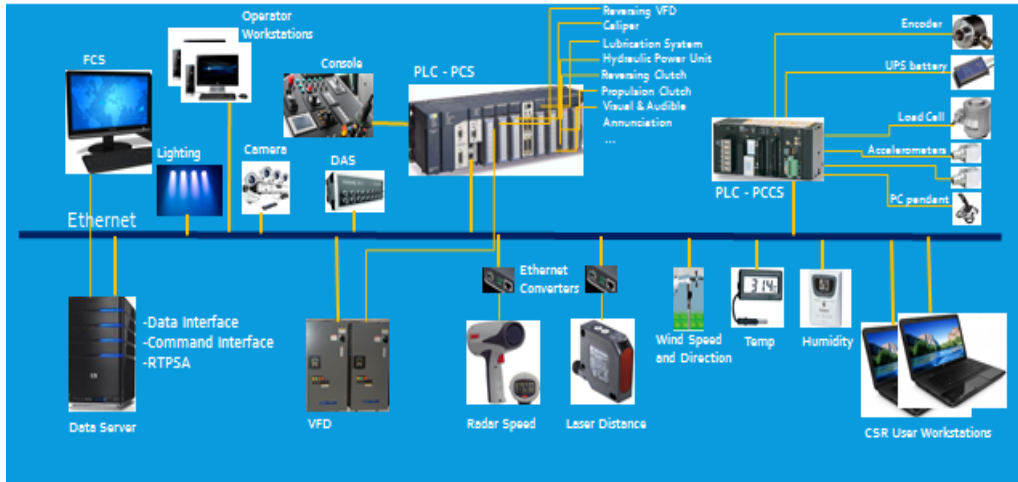 Operator
Workstations
FCS
Console
PLC - PCS
Reversing VFD
Caliper
Lubrication System
Hydraulic Power Unit
Reversing Clutch
Propulsion Clutch
Visual & Audible
Annunciation
...
Encoder
UPS battery
Load Cell
Accelerometers
PC pendant
PLC - PCCS
Lighting
Camera
DAS
Ethernet
Ethernet
Converters
-Data Interface
-Command Interface
-RTPSA
Data Server
VFD
Radar Speed
Laser Distance
Wind Speed
and Direction
31.4
Temp
Humidity
CSR User Workstations